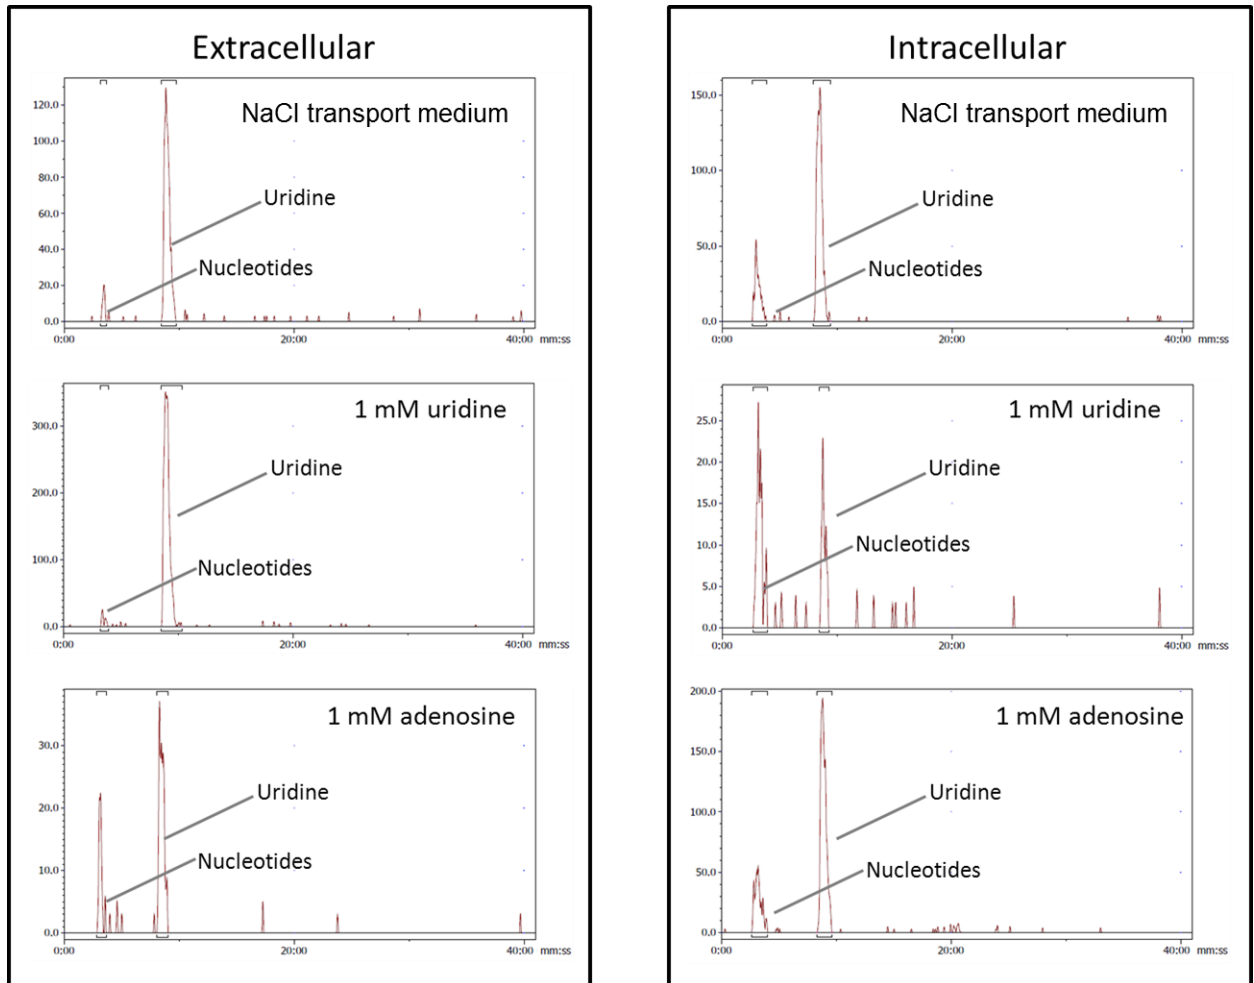 Extracellular
NaCl transport medium
120.0
100.0
80.0
60.0
40.0
20.0
0.0
Uridine
Nucleotides
0:00 20:00 40:00 mm:ss
1 mM uridine
300.0
200.0
100.0
0.0
Uridine
Nucleotides
0:00 20:00 40:00 mm:ss
1 mM adenosine
30.0
20.0
10.0
0.0
Uridine
Nucleotides
0:00 20:00 40:00 mm:ss
Intracellular
NaCl transport medium
150.0
100.0
50.0
0.0
Uridine
Nucleotides
0:00 20:00 40:00 mm:ss
1 mM uridine
25.0
20.0
15.0
10.0
5.0
0.0
Uridine
Nucleotides
0:00 20:00 40:00 mm:ss
1 mM adenosine
200.0
150.0
100.0
50.0
0.0
Uridine
Nucleotides
0:00 20:00 40:00 mm:ss